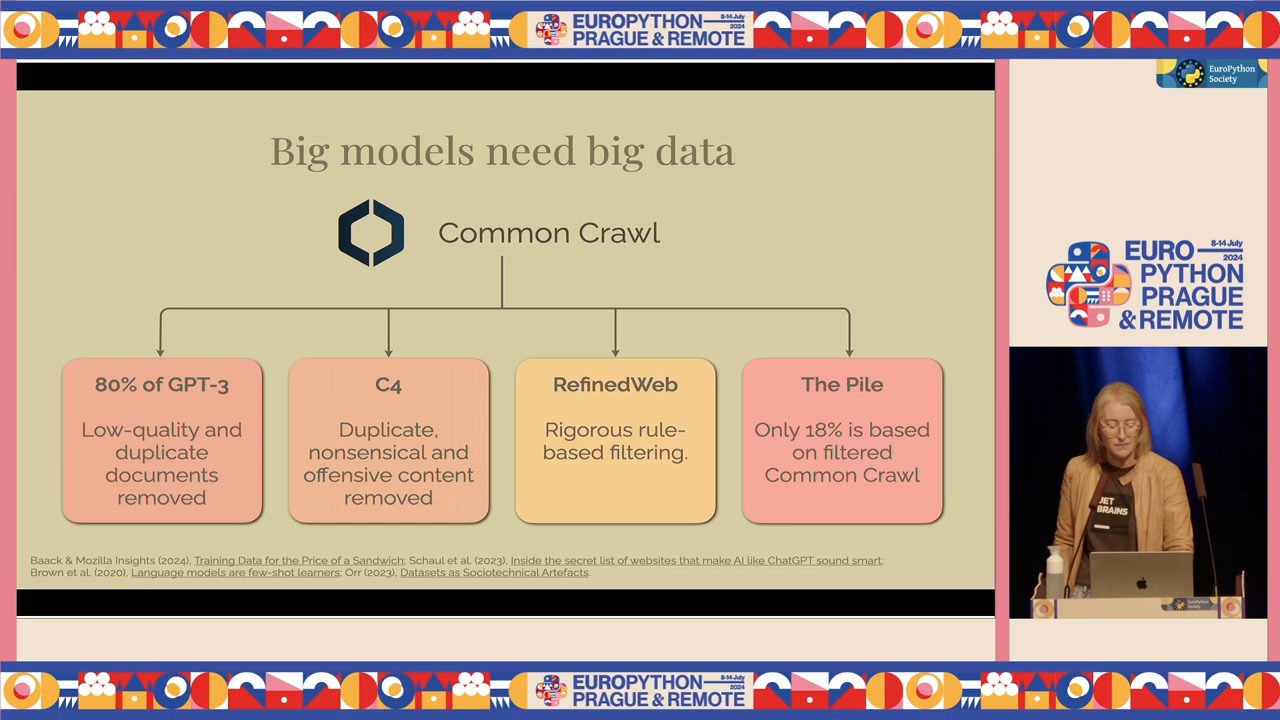 EUROPYTHON
PRAGUE & REMOTE
8-14 July
2024
EuroPython
Society
Big models need big data
Common Crawl
80% of GPT-3
Low-quality and
duplicate
documents
removed
C4
Duplicate,
nonsensical and
offensive content
removed
RefinedWeb
Rigorous rule-
based filtering.
The Pile
Only 18% is based
on filtered
Common Crawl
Baack & Mozilla Insights (2024), Training Data for the Price of a Sandwich; Schaul et al. (2023), Inside the secret list of websites that make AI like ChatGPT sound smart;
Brown et al. (2020), Language models are few-shot learners; Orr (2023), Datasets as Sociotechnical Artefacts.
EURO
8-14 July
2024
PYTHON
PRAGUE
& REMOTE
JET
BRAINS
EuroPython
Society
EUROPYTHON
PRAGUE & REMOTE
8-14 July
2024